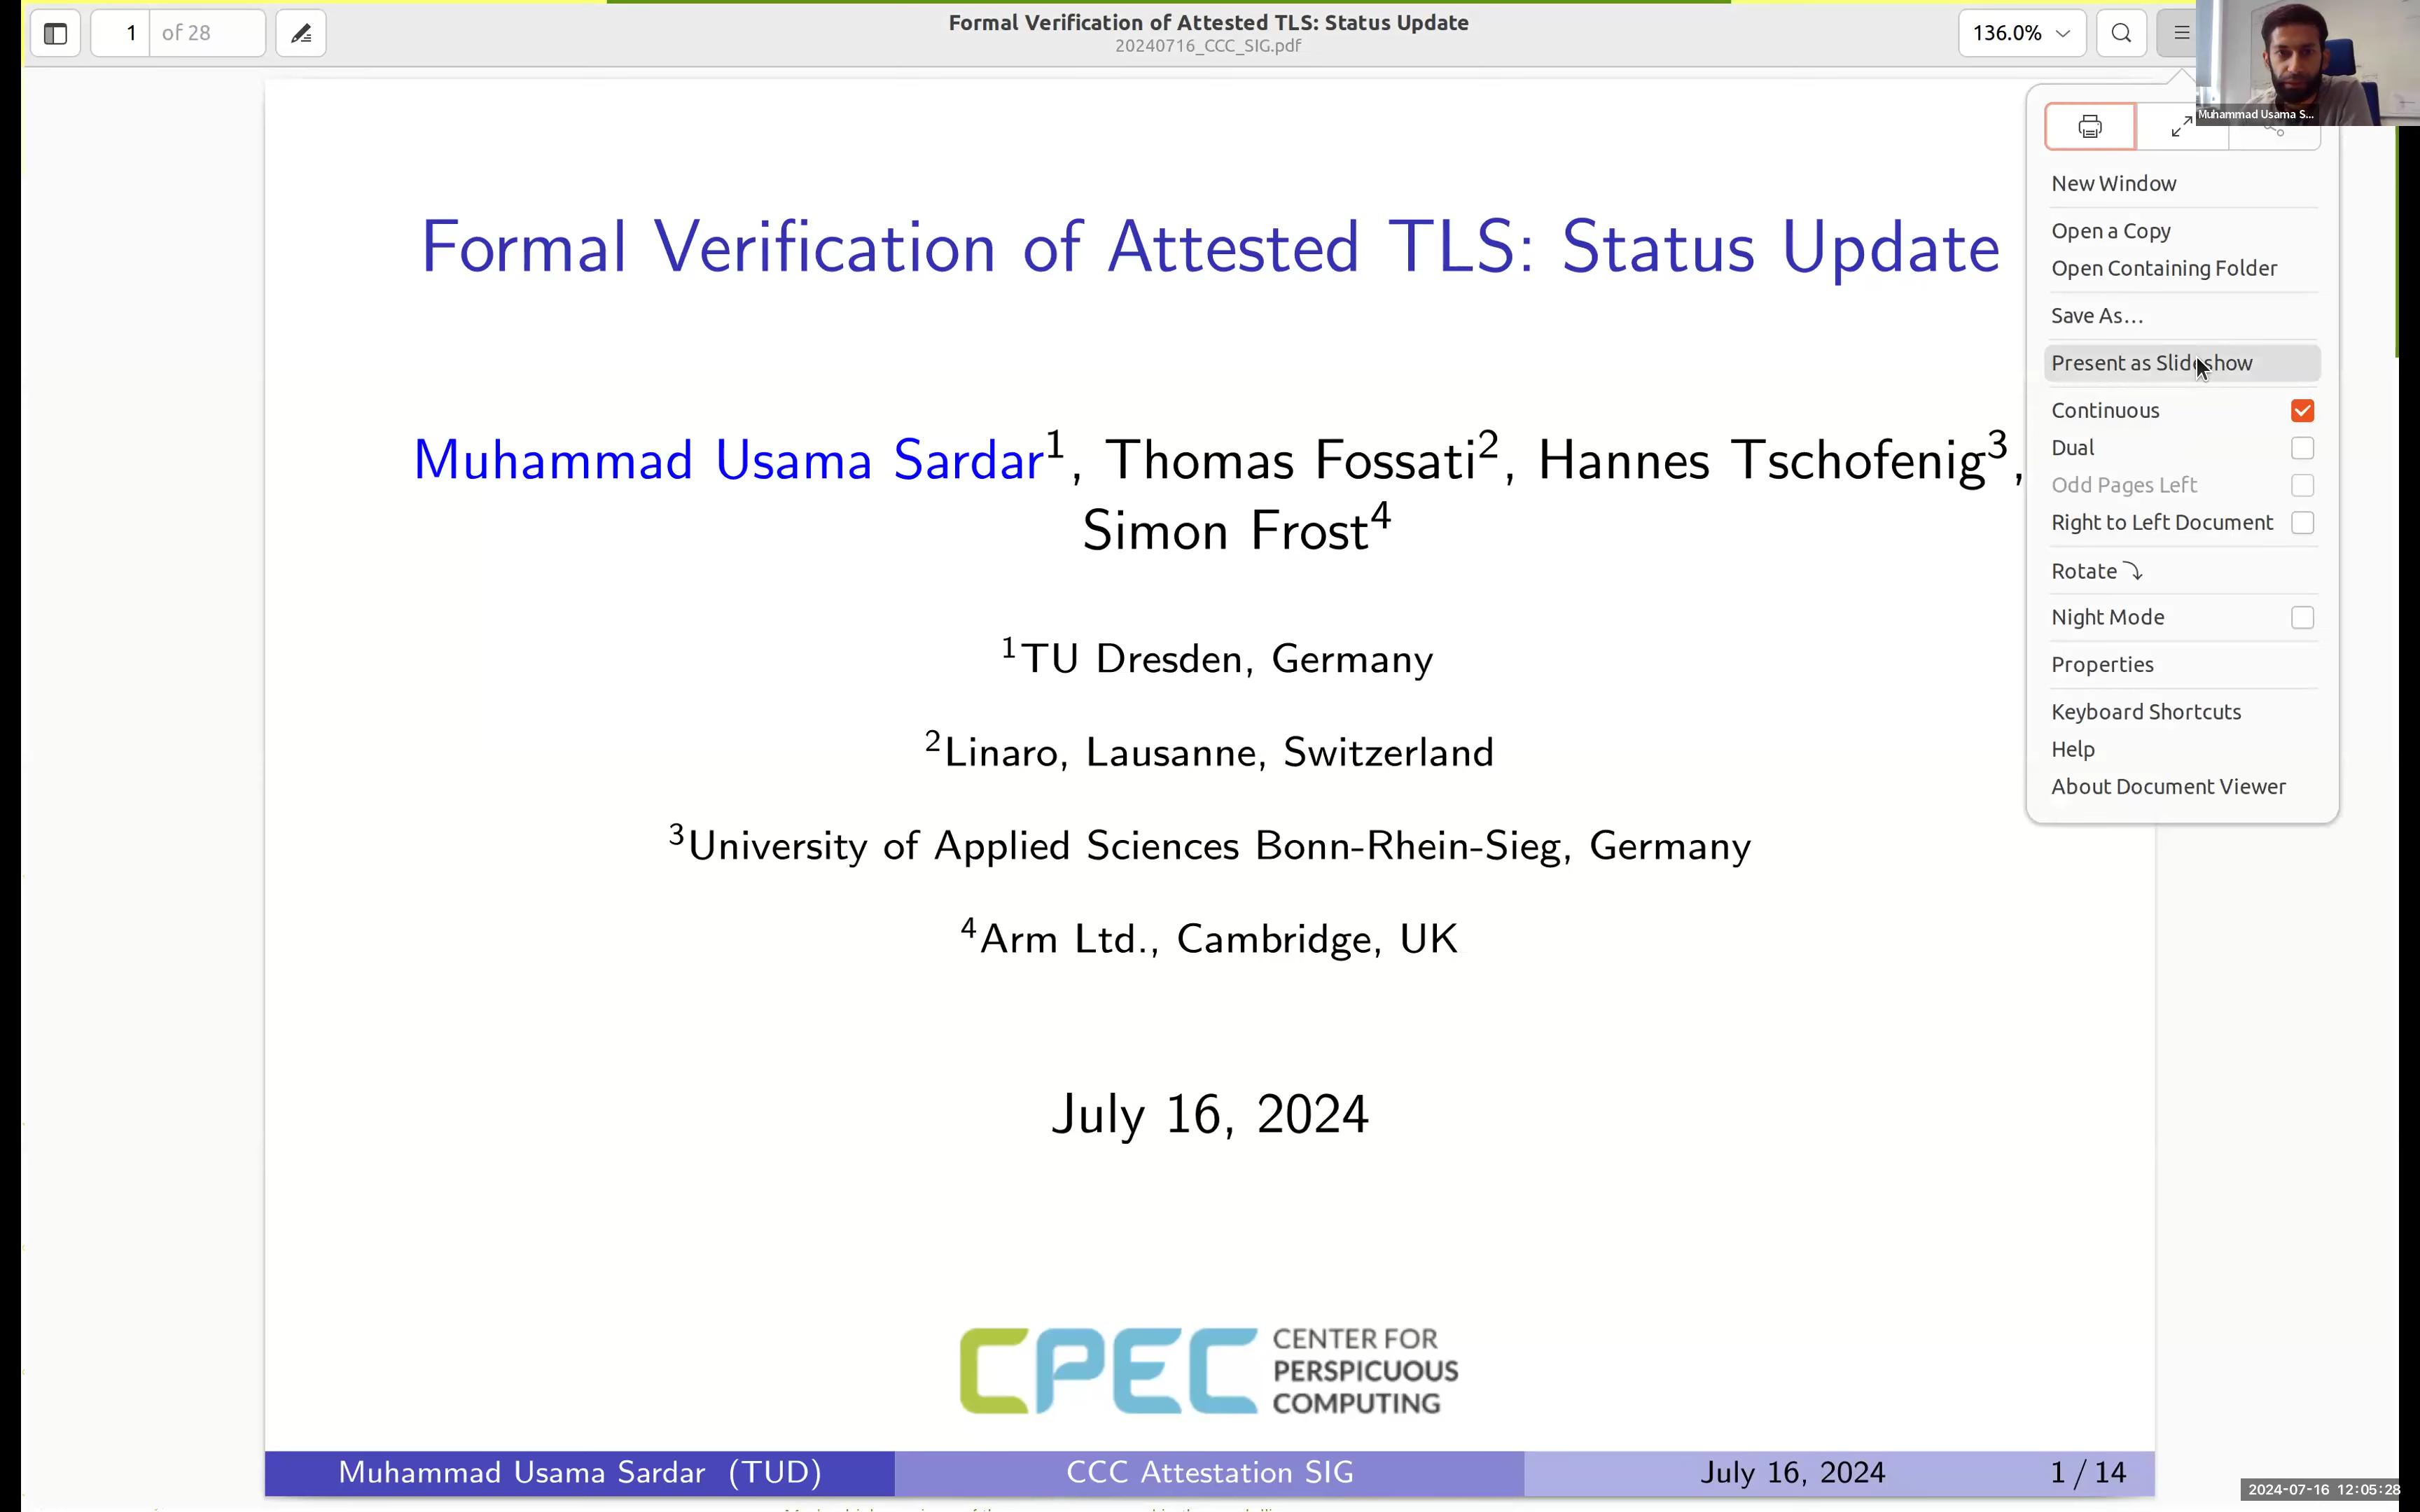 1 of 28
Formal Verification of Attested TLS: Status Update
20240716_CCC_SIG.pdf
136.0%
Muhammad Usama S...
New Window
Open a Copy
Open Containing Folder
Save As...
Present as Slideshow
Continuous
Dual
Odd Pages Left
Right to Left Document
Rotate
Night Mode
Properties
Keyboard Shortcuts
Help
About Document Viewer
Formal Verification of Attested TLS: Status Update
Muhammad Usama Sardar¹, Thomas Fossati², Hannes Tschofenig³,
Simon Frost⁴
¹TU Dresden, Germany
²Linaro, Lausanne, Switzerland
³University of Applied Sciences Bonn-Rhein-Sieg, Germany
⁴Arm Ltd., Cambridge, UK
July 16, 2024
CPEC
CENTER FOR
PERSPICUOUS
COMPUTING
Muhammad Usama Sardar (TUD) CCC Attestation SIG July 16, 2024 1 / 14
2024-07-16 12:05:28